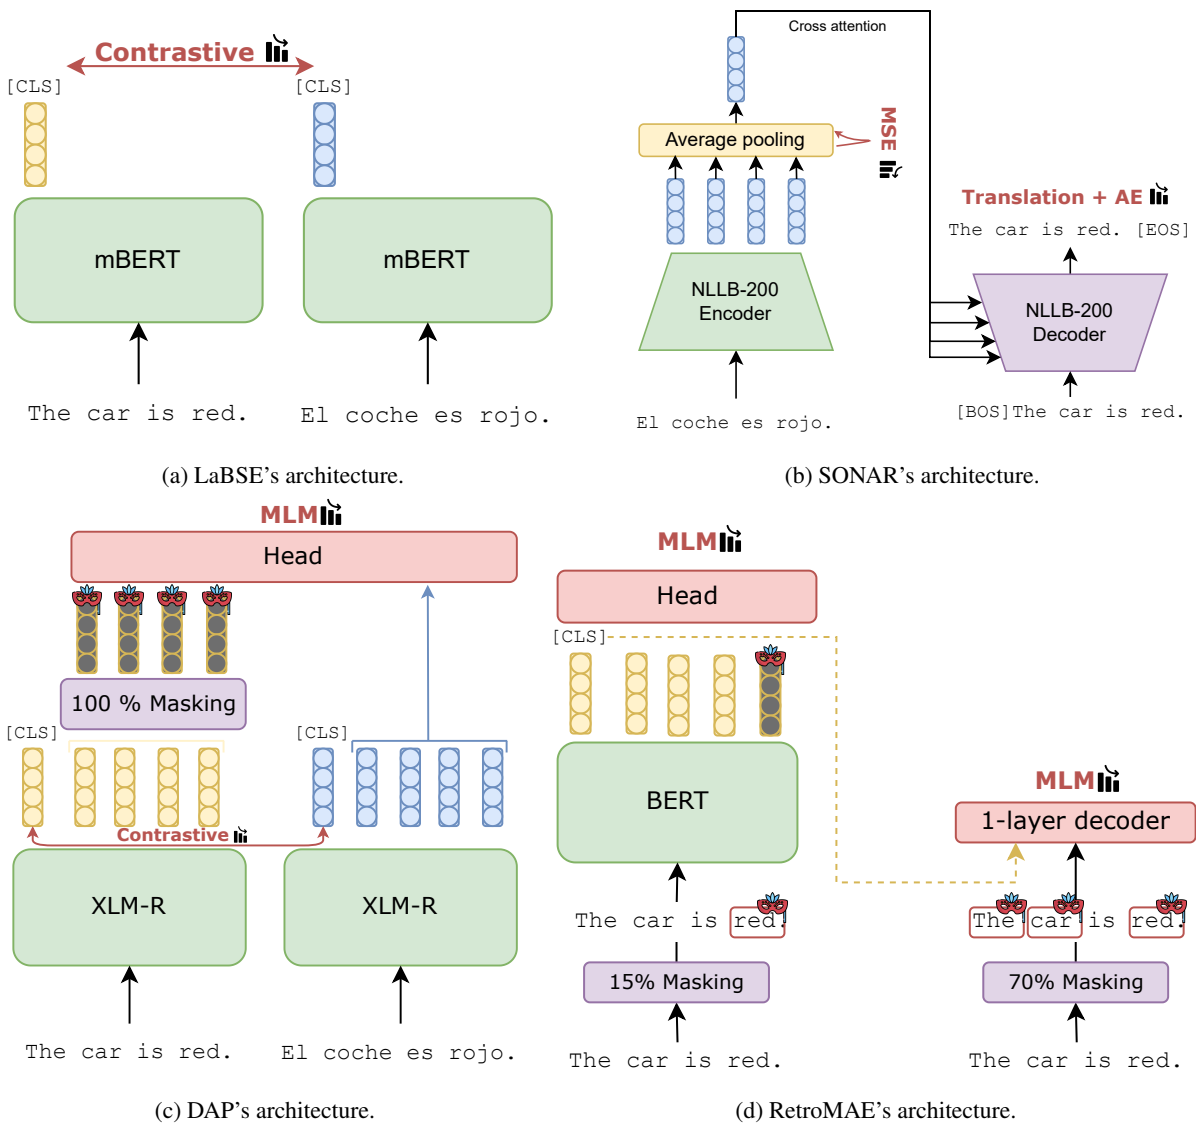 Contrastive
[CLS]
[CLS]
mBERT
mBERT
The car is red.
El coche es rojo.
(a) LaBSE's architecture.
Cross attention
Average pooling
MSE
NLLB-200
Encoder
El coche es rojo.
Translation + AE
The car is red. [EOS]
NLLB-200
Decoder
[BOS]The car is red.
(b) SONAR's architecture.
MLM
Head
100 % Masking
[CLS]
[CLS]
Contrastive
XLM-R
XLM-R
The car is red.
El coche es rojo.
(c) DAP's architecture.
MLM
Head
[CLS]
BERT
The car is red.
15% Masking
The car is red.
MLM
1-layer decoder
The car is red.
70% Masking
The car is red.
(d) RetroMAE's architecture.